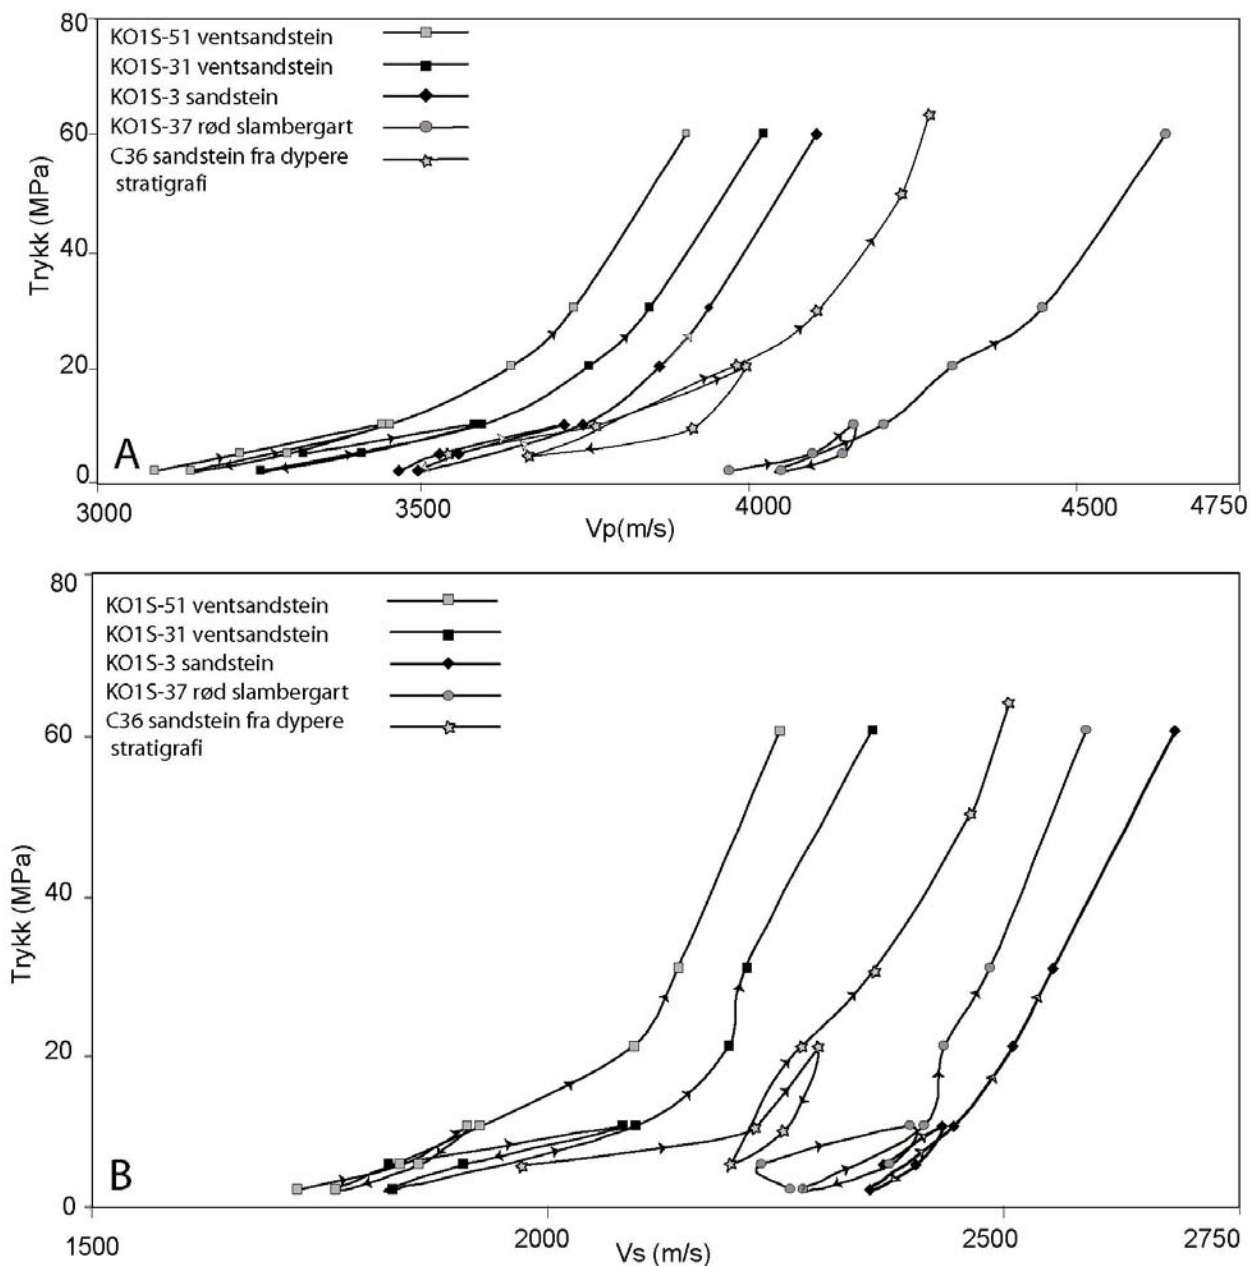 80
KO1S-51 ventsandstein
KO1S-31 ventsandstein
KO1S-3 sandstein
KO1S-37 rød slambergart
C36 sandstein fra dypere
stratigrafi
60
40
20
0
Trykk (MPa)
A
3000
3500
4000
4500
4750
Vp(m/s)
80
KO1S-51 ventsandstein
KO1S-31 ventsandstein
KO1S-3 sandstein
KO1S-37 rød slambergart
C36 sandstein fra dypere
stratigrafi
60
40
20
0
Trykk (MPa)
B
1500
2000
2500
2750
Vs (m/s)